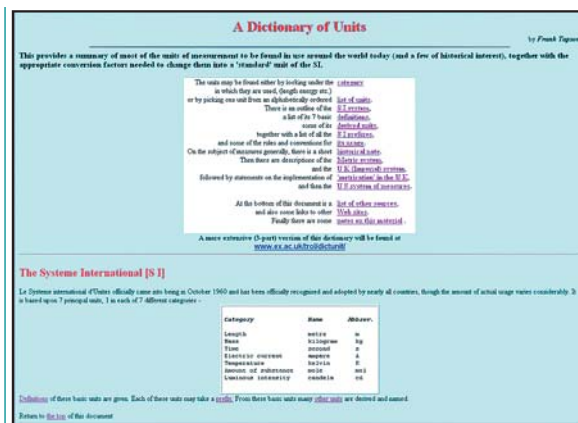 A Dictionary of Units
by Frank Tapson
This provides a summary of most of the units of measurement to be found in use around the world today (and a few of historical interest), together with the
appropriate conversion factors needed to change them into a 'standard' unit of the SI.
The units may be found either by looking under the category
in which they are used, (length energy etc.)
or by picking one unit from an alphabetically ordered list of units.
There is an outline of the S I system,
a list of its 7 basic definitions,
some of its derived units,
together with a list of all the S I prefixes,
and some of the rules and conventions for its usage.
On the subject of measures generally, there is a short historical note.
Then there are descriptions of the Metric system,
and the U K (Imperial) system,
followed by statements on the implementation of 'metrication' in the U K,
and then the U S system of measures.
At the bottom of this document is a list of other sources,
and also some links to other Web sites.
Finally there are some notes on this material.
A more extensive (3-part) version of this dictionary will be found at
www.ex.ac.uk/trol/dictunit/
The Systeme International [S I]
Le Systeme international d'Unites officially came into being in October 1960 and has been officially recognised and adopted by nearly all countries, though the amount of actual usage varies considerably. It
is based upon 7 principal units, 1 in each of 7 different categories -
Category Name Abbrev.
Length metre m
Mass kilogram kg
Time second s
Electric current ampere A
Temperature kelvin K
Amount of substance mole mol
Luminous intensity candela cd
Definitions of these basic units are given. Each of these units may take a prefix. From these basic units many other units are derived and named.
Return to the top of this document